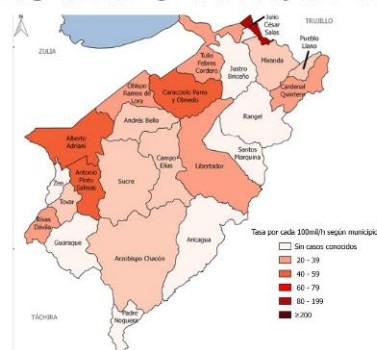 Julio
César
Salas
TRUJILLO
ZULIA
Pueblo
Llano
Tulio
Febres
Cordero
Miranda
Justo
Briceño
Cardenal
Quintero
Obispo
Ramos de
Lora
Caracciolo Parra
y Olmedo
Rangel
Andrés Bello
Alberto
Adriani
Santos
Marquina
Campo
Elías
Libertador
Antonio
Pinto
Salinas
Zea
Sucre
Tovar
Rivas
Dávila
Guaraque
Aricagua
Arzobispo Chacón
Padre
Noguera
TÁCHIRA
Tasa por cada 100mil/h según municipio
Sin casos conocidos
20 - 39
40 - 59
60 - 79
80 - 199
≥200